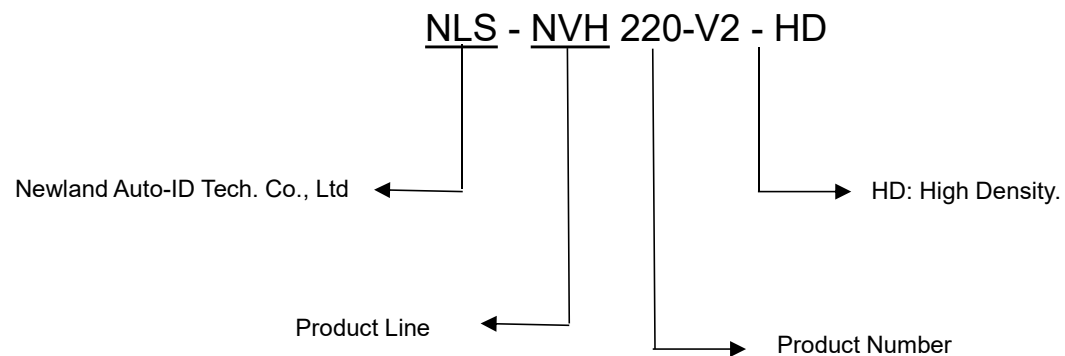 NLS - NVH 220-V2 - HD
Newland Auto-ID Tech. Co., Ltd
HD: High Density.
Product Line
Product Number